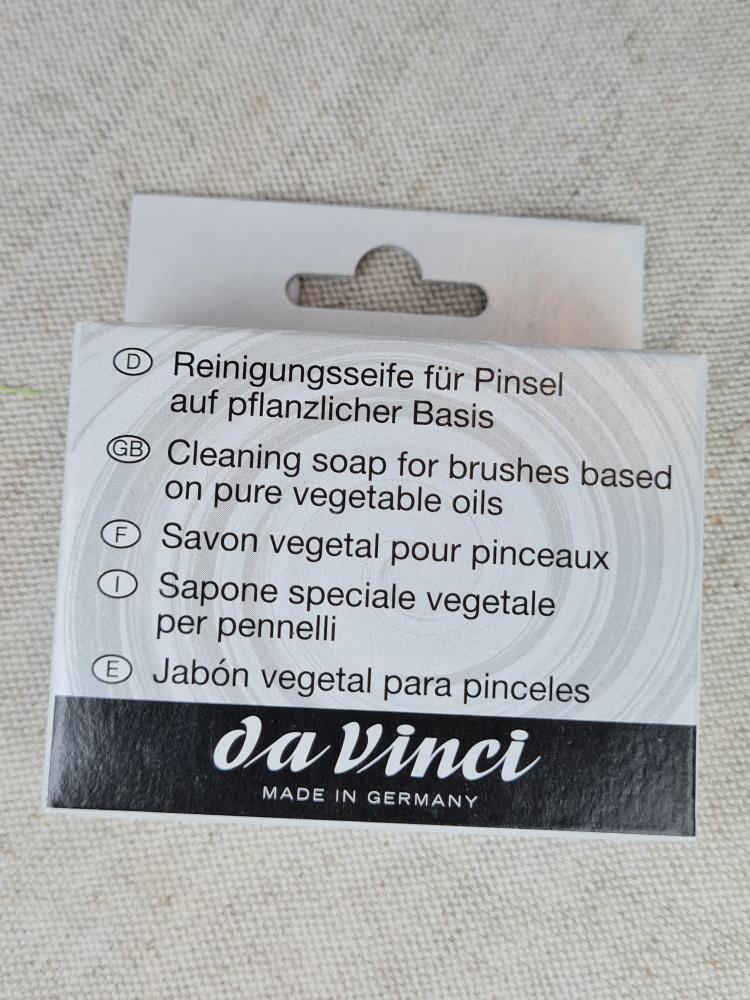 D Reinigungsseife für Pinsel
auf pflanzlicher Basis
GB Cleaning soap for brushes based
on pure vegetable oils
F Savon vegetal pour pinceaux
I Sapone speciale vegetale
per pennelli
E Jabón vegetal para pinceles
da Vinci
MADE IN GERMANY